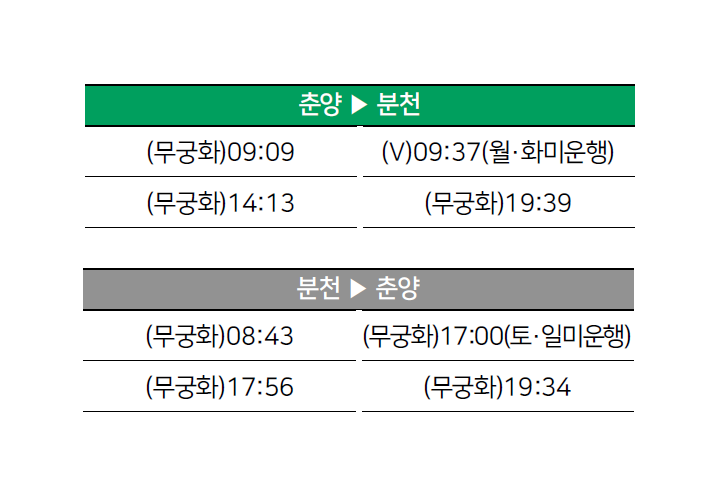 춘양 ▶ 분천
(무궁화)09:09 (V)09:37(월·화미운행)
(무궁화)14:13 (무궁화)19:39
분천 ▶ 춘양
(무궁화)08:43 (무궁화)17:00(토·일미운행)
(무궁화)17:56 (무궁화)19:34